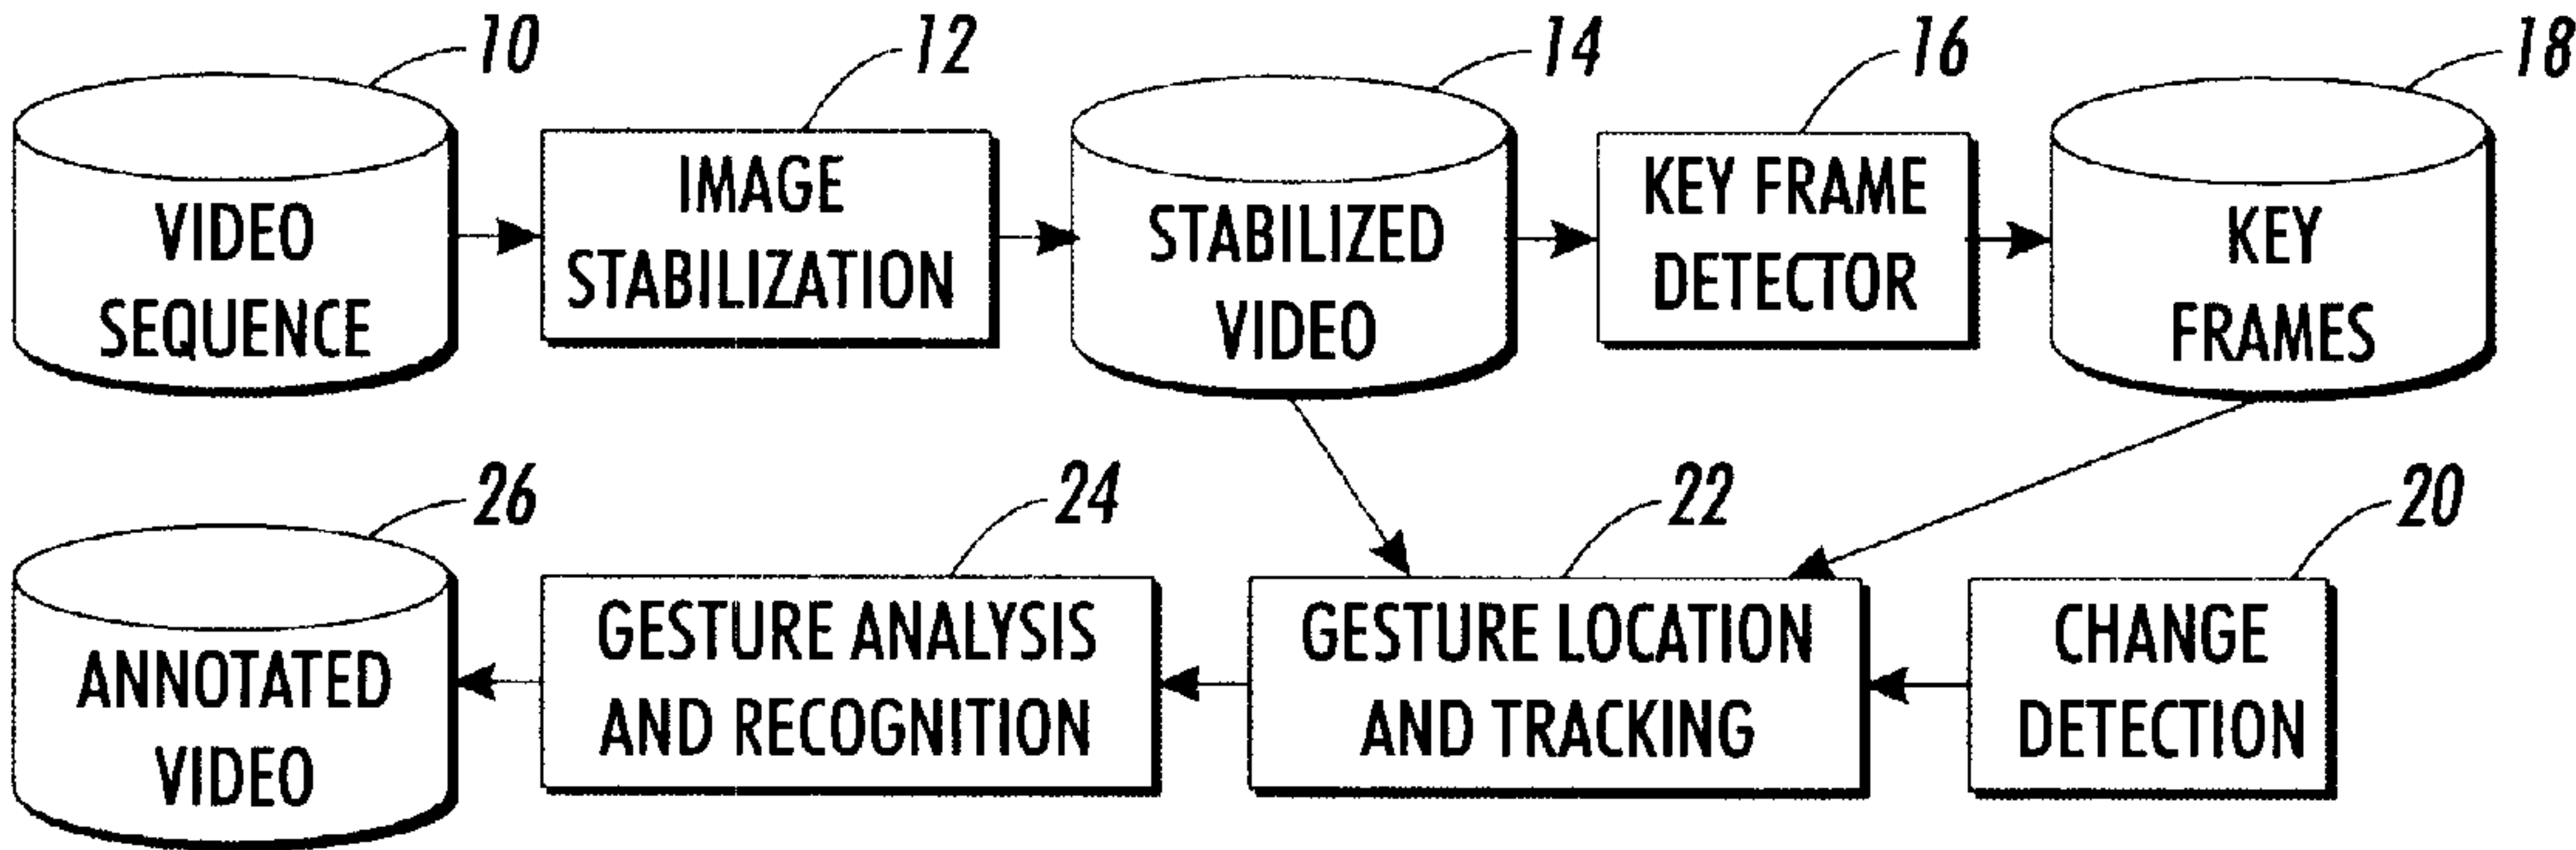 10
12
14
16
18
VIDEO
SEQUENCE
IMAGE
STABILIZATION
STABILIZED
VIDEO
KEY FRAME
DETECTOR
KEY
FRAMES
26
24
22
20
ANNOTATED
VIDEO
GESTURE ANALYSIS
AND RECOGNITION
GESTURE LOCATION
AND TRACKING
CHANGE
DETECTION